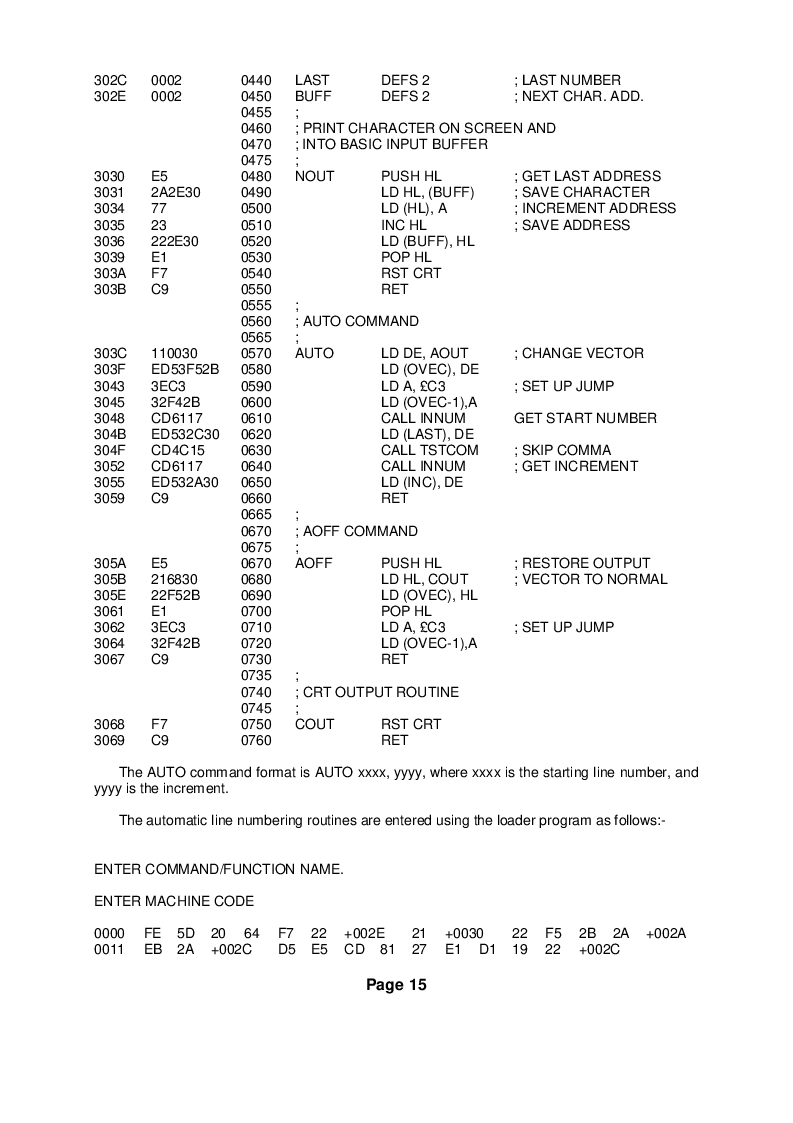 302C 0002 0440 LAST DEFS 2 ; LAST NUMBER
302E 0002 0450 BUFF DEFS 2 ; NEXT CHAR. ADD.
0455 ;
0460 ; PRINT CHARACTER ON SCREEN AND
0470 ; INTO BASIC INPUT BUFFER
0475 ;
3030 E5 0480 NOUT PUSH HL ; GET LAST ADDRESS
3031 2A2E30 0490 LD HL, (BUFF) ; SAVE CHARACTER
3034 77 0500 LD (HL), A ; INCREMENT ADDRESS
3035 23 0510 INC HL ; SAVE ADDRESS
3036 222E30 0520 LD (BUFF), HL
3039 E1 0530 POP HL
303A F7 0540 RST CRT
303B C9 0550 RET
0555 ;
0560 ; AUTO COMMAND
0565 ;
303C 110030 0570 AUTO LD DE, AOUT ; CHANGE VECTOR
303F ED53F52B 0580 LD (OVEC), DE
3043 3EC3 0590 LD A, £C3 ; SET UP JUMP
3045 32F42B 0600 LD (OVEC-1),A
3048 CD6117 0610 CALL INNUM GET START NUMBER
304B ED532C30 0620 LD (LAST), DE
304F CD4C15 0630 CALL TSTCOM ; SKIP COMMA
3052 CD6117 0640 CALL INNUM ; GET INCREMENT
3055 ED532A30 0650 LD (INC), DE
3059 C9 0660 RET
0665 ;
0670 ; AOFF COMMAND
0675 ;
305A E5 0670 AOFF PUSH HL ; RESTORE OUTPUT
305B 216830 0680 LD HL, COUT ; VECTOR TO NORMAL
305E 22F52B 0690 LD (OVEC), HL
3061 E1 0700 POP HL
3062 3EC3 0710 LD A, £C3 ; SET UP JUMP
3064 32F42B 0720 LD (OVEC-1),A
3067 C9 0730 RET
0735 ;
0740 ; CRT OUTPUT ROUTINE
0745 ;
3068 F7 0750 COUT RST CRT
3069 C9 0760 RET
The AUTO command format is AUTO xxxx, yyyy, where xxxx is the starting line number, and
yyyy is the increment.
The automatic line numbering routines are entered using the loader program as follows:-
ENTER COMMAND/FUNCTION NAME.
ENTER MACHINE CODE
0000 FE 5D 20 64 F7 22 +002E 21 +0030 22 F5 2B 2A +002A
0011 EB 2A +002C D5 E5 CD 81 27 E1 D1 19 22 +002C
Page 15